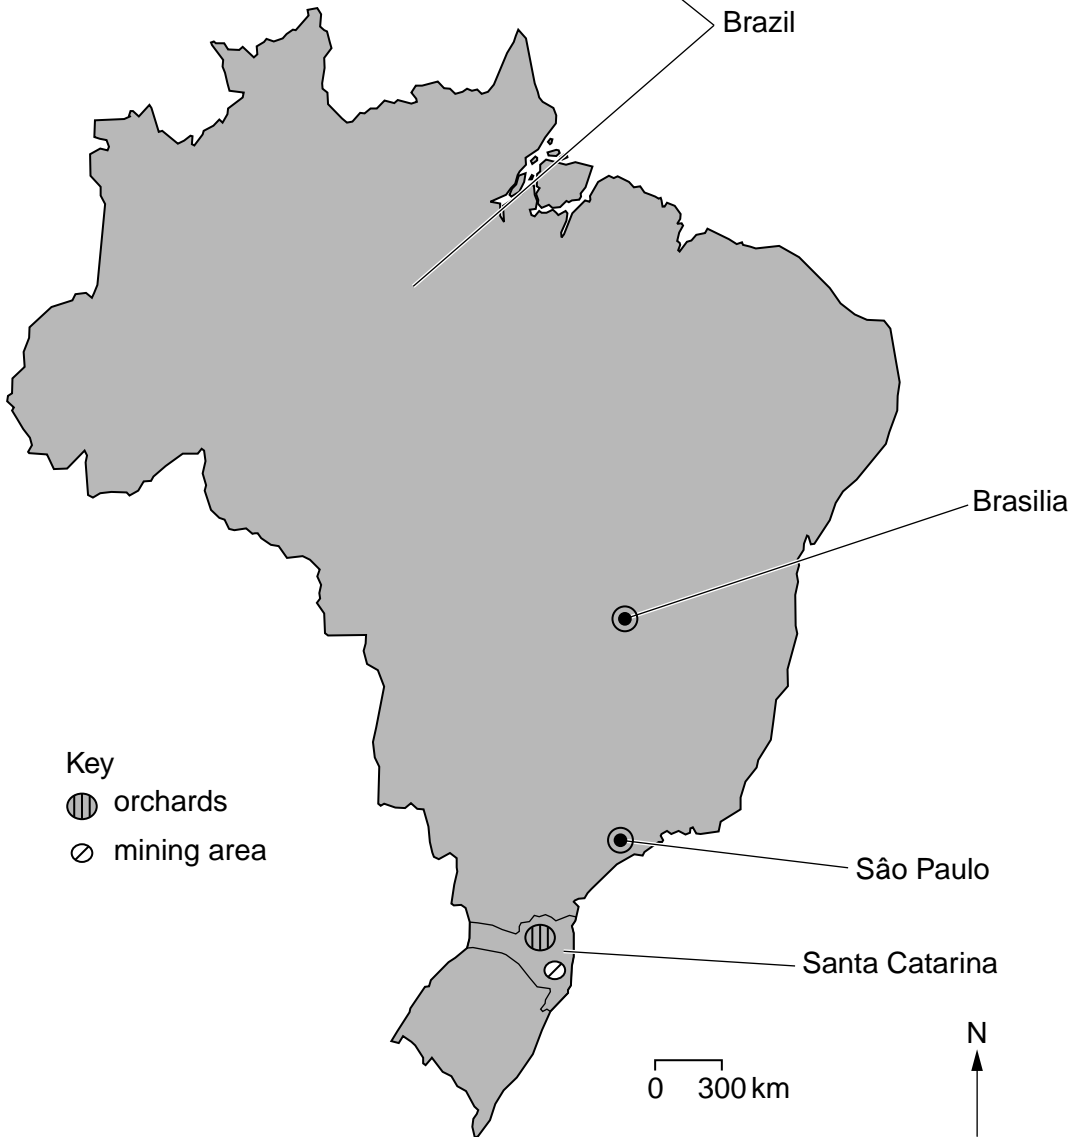 Brazil
Brasilia
Key
orchards
mining area
Sâo Paulo
Santa Catarina
N
0 300 km